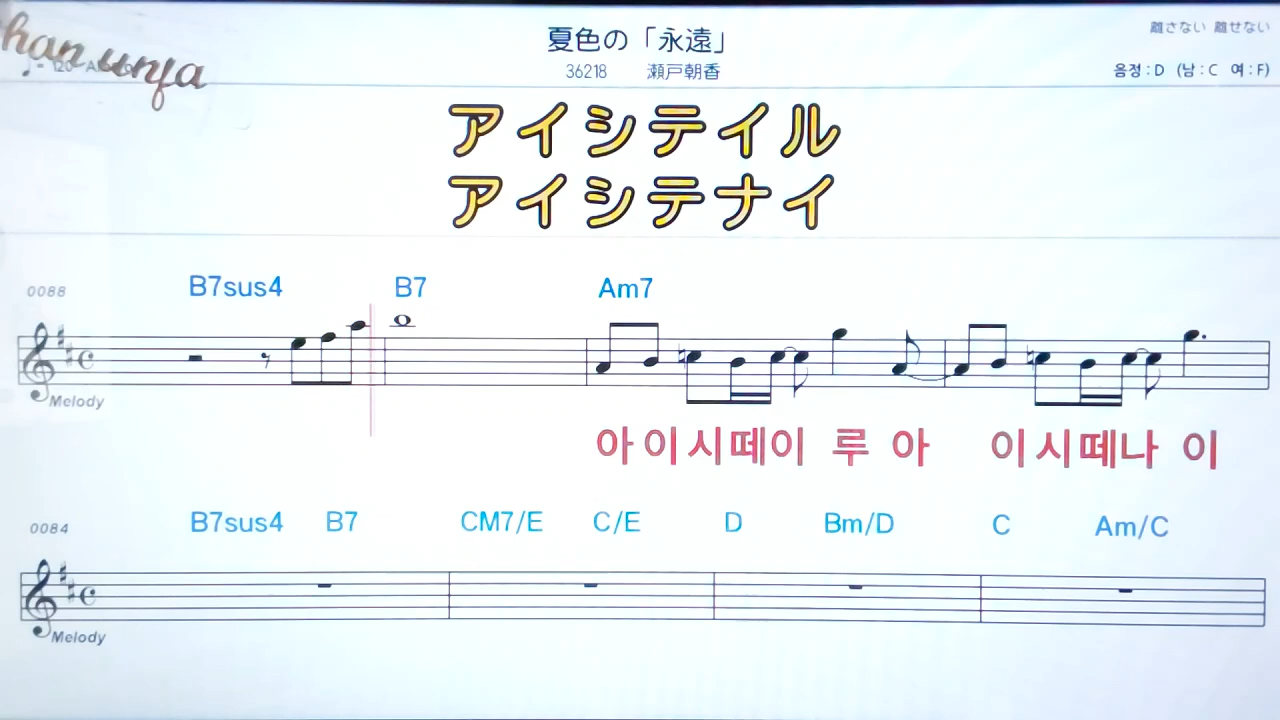 han unja
夏色の「永遠」
離さない 離せない
36218 瀬戸朝香
음정:D (남:C 여:F)
アイシテイル
アイシテナイ
0088 B7sus4 B7 Am7
Melody
아이시떼이 루 아 이시떼나 이
0084 B7sus4 B7 CM7/E C/E D Bm/D C Am/C
Melody